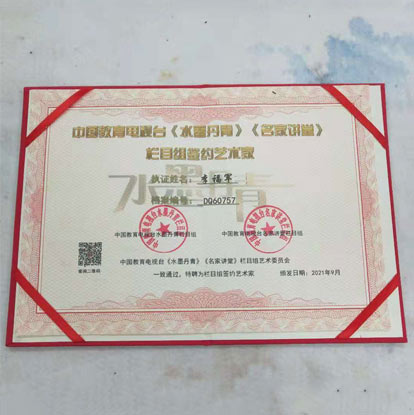 中国教育电视台《水墨丹青》《名家讲堂》
栏目组签约艺术家
水墨丹青
执证姓名：李福军
档案编号：DQ60757
中国教育电视台水墨丹青栏目组 中国教育电视台名家讲堂栏目组
中国教育电视台《水墨丹青》《名家讲堂》栏目组艺术委员会
一致通过，特聘为栏目组签约艺术家 颁发日期：2021年9月